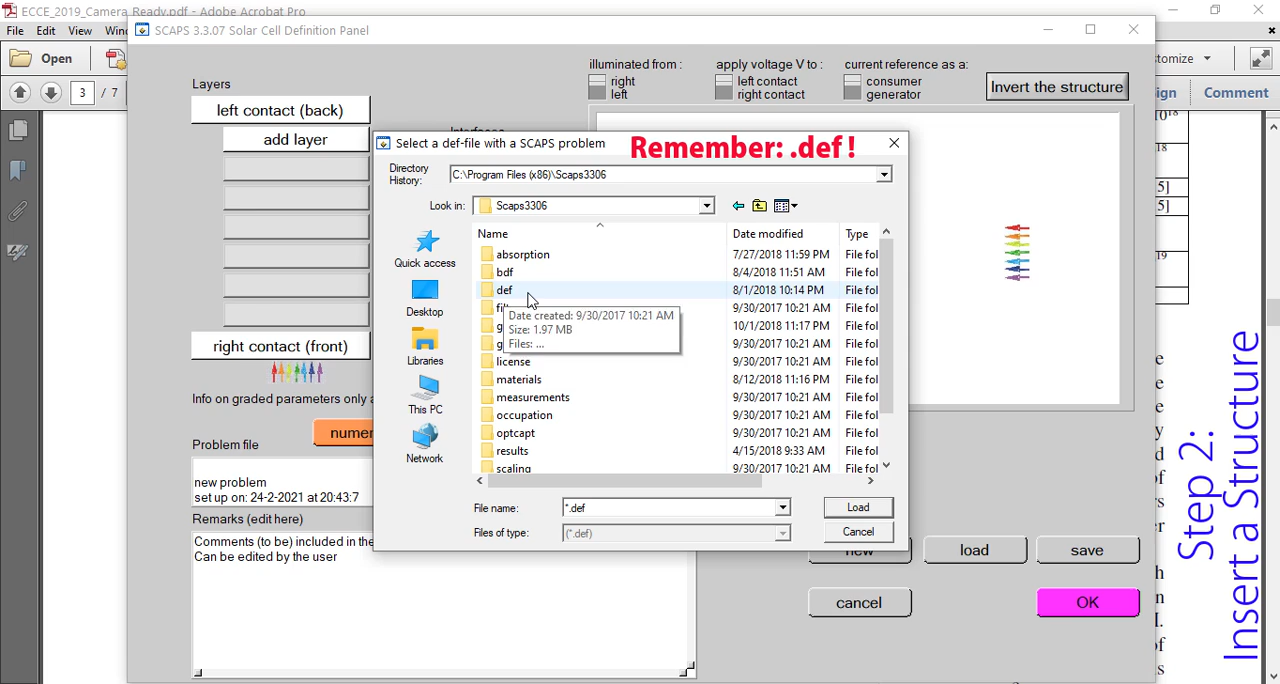 ECCE_2019_Camera_Ready.pdf - Adobe Acrobat Pro
File Edit View
SCAPS 3.3.07 Solar Cell Definition Panel
Open
3 / 7
Comment
Layers
left contact (back)
add layer
right contact (front)
Info on graded parameters only
illuminated from :
right
left
apply voltage V to :
left contact
right contact
current reference as a:
consumer
generator
Invert the structure
Select a def-file with a SCAPS problem
Remember: .def !
Directory
History:
C:\Program Files (x86)\Scaps3306
Look in:
Scaps3306
Name Date modified Type
absorption 7/27/2018 11:59 PM File fol
bdf 8/4/2018 11:51 AM File fol
def 8/1/2018 10:14 PM File fol
9/30/2017 10:21 AM File fol
10/1/2018 11:17 PM File fol
9/30/2017 10:21 AM File fol
license 9/30/2017 10:21 AM File fol
materials 8/12/2018 11:16 PM File fol
measurements 9/30/2017 10:21 AM File fol
occupation 9/30/2017 10:21 AM File fol
optcapt 9/30/2017 10:21 AM File fol
results 4/15/2018 9:33 AM File fol
scaling 9/30/2017 10:21 AM File fol
Date created: 9/30/2017 10:21 AM
Size: 1.97 MB
Files: ...
Quick access
Desktop
Libraries
This PC
Network
File name: *.def
Files of type: (*.def)
Load
Cancel
Problem file
new problem
set up on: 24-2-2021 at 20:43:7
Remarks (edit here)
Comments (to be) included in the
Can be edited by the user
new
load
save
cancel
OK
Step 2:
Insert a Structure